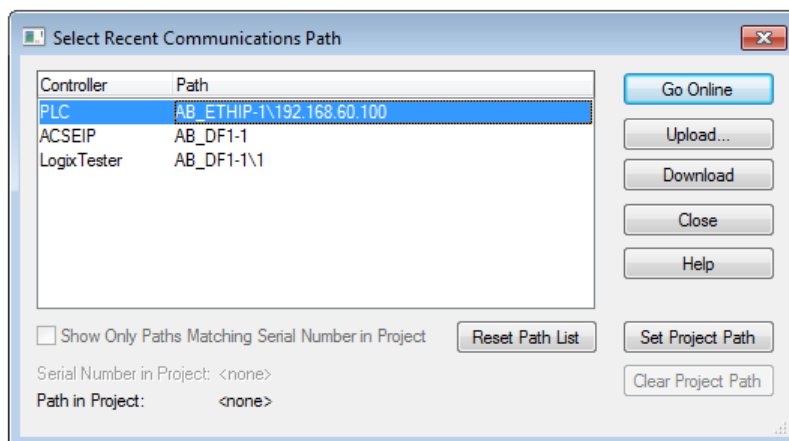 Select Recent Communications Path
Controller Path
PLC AB_ETHIP-1\192.168.60.100
ACSEIP AB_DF1-1
LogixTester AB_DF1-1\1
Go Online
Upload...
Download
Close
Help
Show Only Paths Matching Serial Number in Project
Reset Path List
Set Project Path
Serial Number in Project: <none>
Clear Project Path
Path in Project: <none>